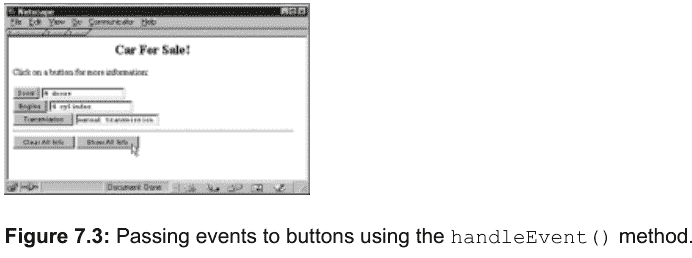 Netscape
File Edit View Go Communicator Help
Car For Sale!
Click on a button for more information:
Doors 4 doors
Engine 6 cylinder
Transmission manual transmission
Clear All Info Show All Info
Document Done
Figure 7.3: Passing events to buttons using the handleEvent() method.